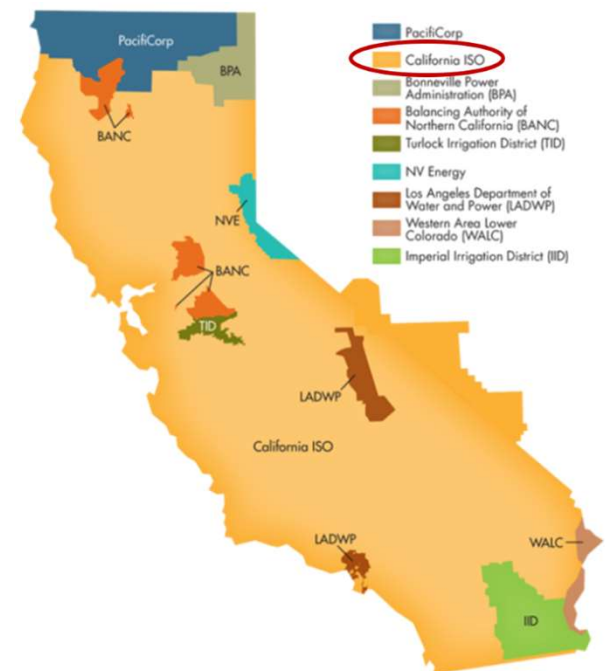 PacifiCorp
BPA
BANC
NVE
BANC
TID
LADWP
California ISO
LADWP
WALC
IID
PacifiCorp
California ISO
Bonneville Power
Administration (BPA)
Balancing Authority of
Northern California (BANC)
Turlock Irrigation District (TID)
NV Energy
Los Angeles Department of
Water and Power (LADWP)
Western Area Lower
Colorado (WALC)
Imperial Irrigation District (IID)